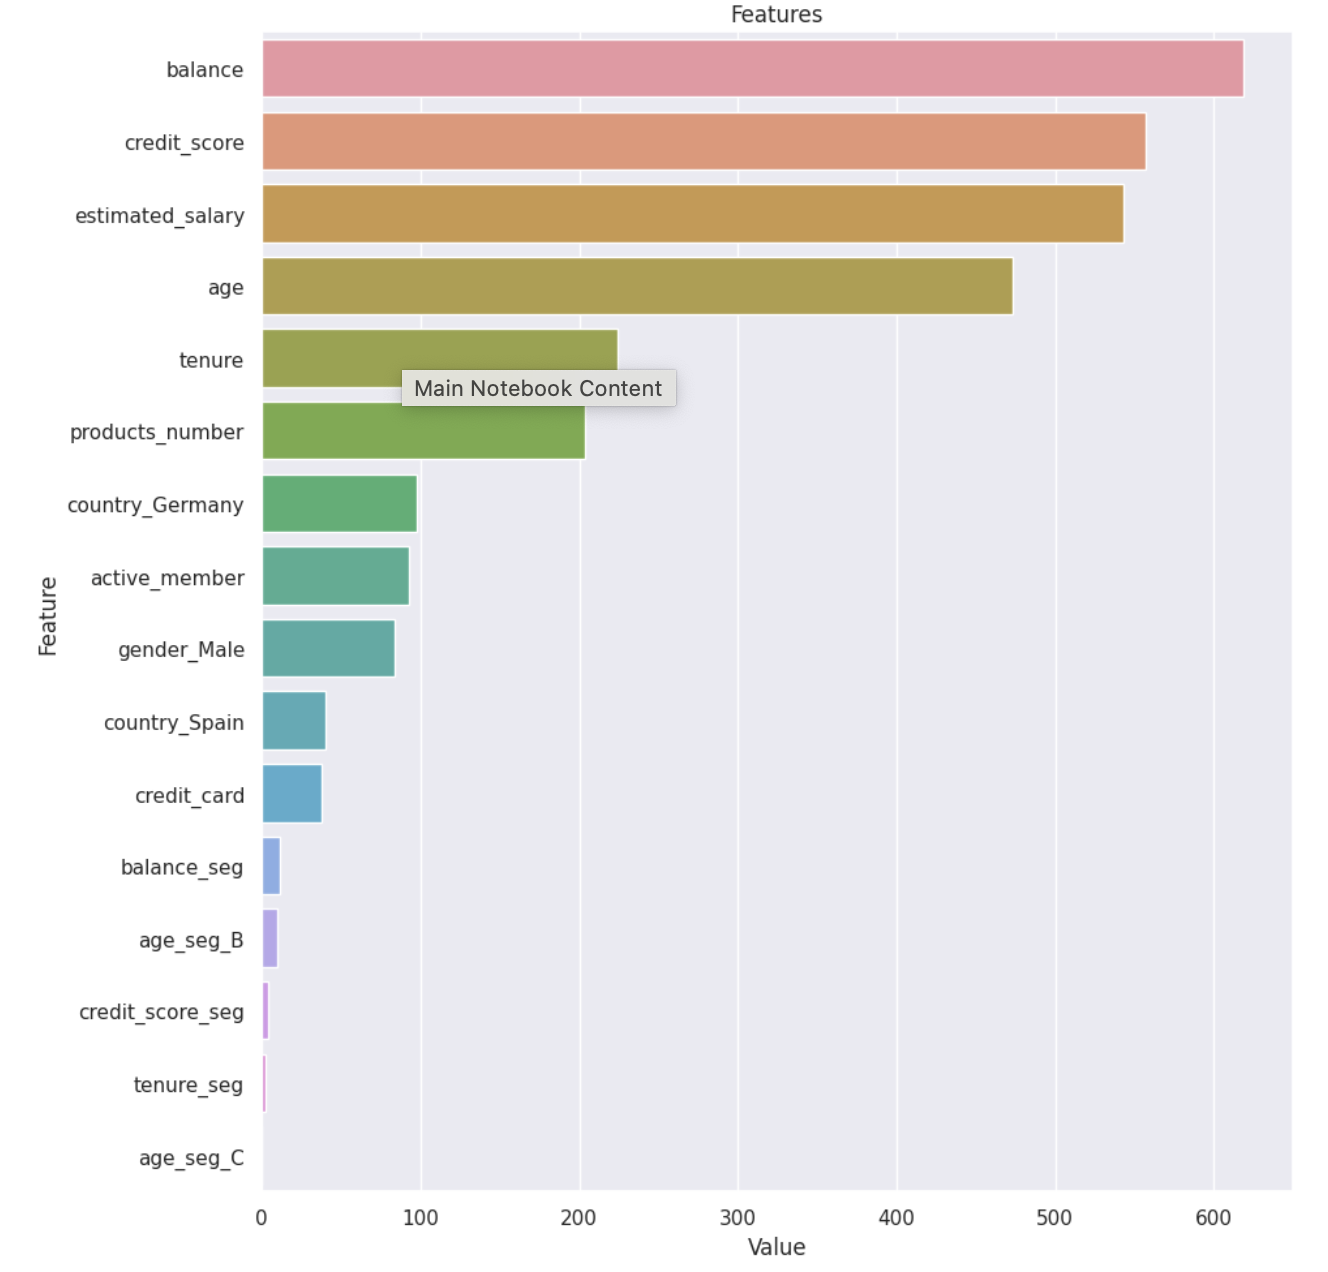 Features
balance
credit_score
estimated_salary
age
tenure
Main Notebook Content
products_number
country_Germany
active_member
Feature
gender_Male
country_Spain
credit_card
balance_seg
age_seg_B
credit_score_seg
tenure_seg
age_seg_C
0 100 200 300 400 500 600
Value